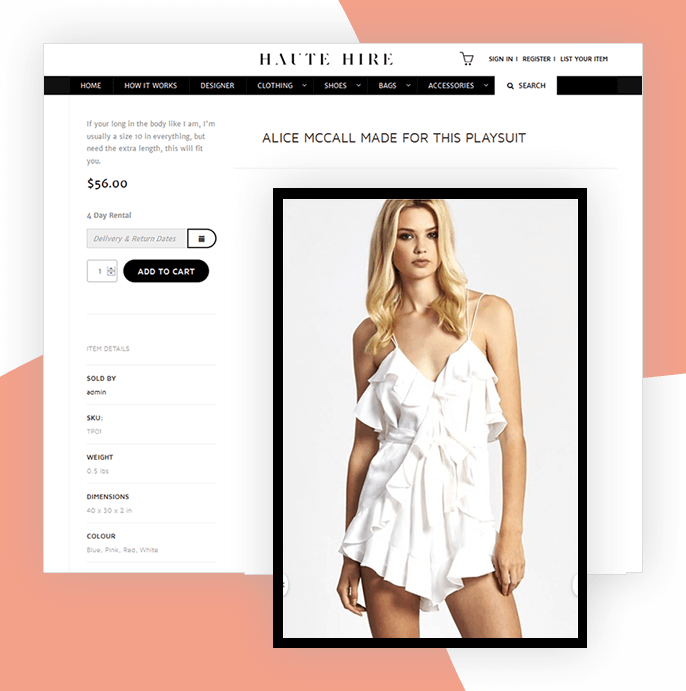 HAUTE HIRE
SIGN IN I REGISTER I LIST YOUR ITEM
HOME HOW IT WORKS DESIGNER CLOTHING SHOES BAGS ACCESSORIES SEARCH
If your long in the body like I am, I'm
usually a size 10 in everything, but
need the extra length, this will fit
you.
$56.00
4 Day Rental
Delivery & Return Dates
1
ADD TO CART
ITEM DETAILS
SOLD BY
admin
SKU:
TP01
WEIGHT
0.5 lbs
DIMENSIONS
40 x 30 x 2 in
COLOUR
Blue, Pink, Red, White
ALICE MCCALL MADE FOR THIS PLAYSUIT